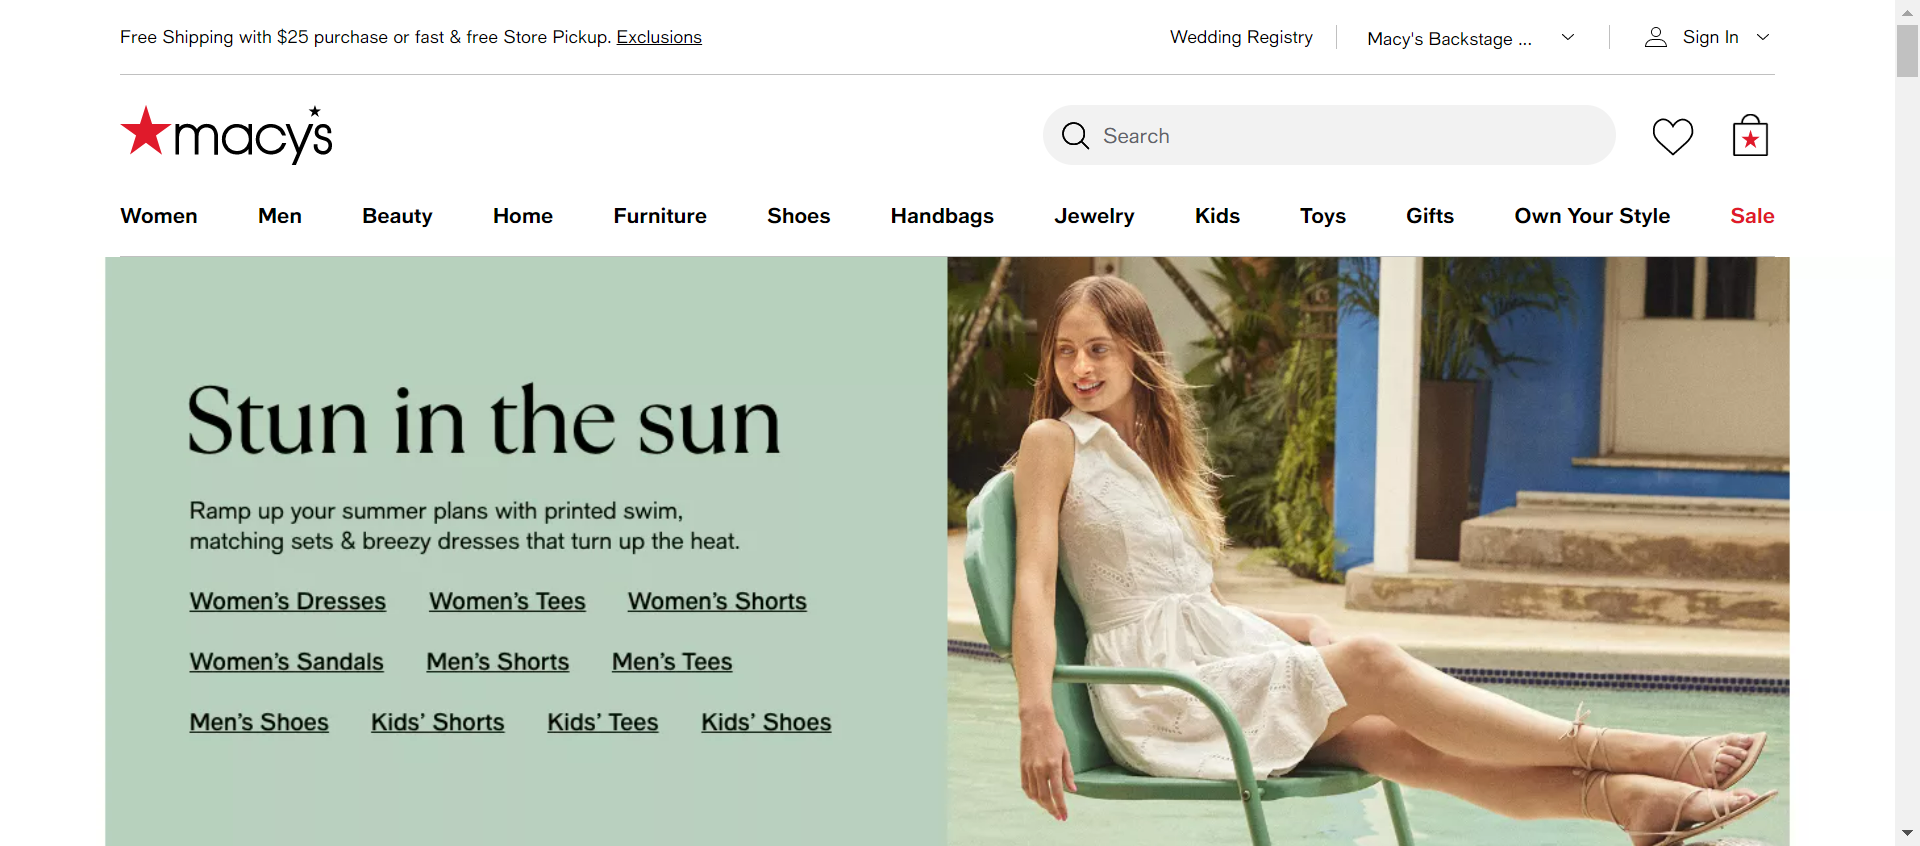 Free Shipping with $25 purchase or fast & free Store Pickup. Exclusions
Wedding Registry
Macy's Backstage ...
Sign In
macy's
Search
Women Men Beauty Home Furniture Shoes Handbags Jewelry Kids Toys Gifts Own Your Style Sale
Stun in the sun
Ramp up your summer plans with printed swim,
matching sets & breezy dresses that turn up the heat.
Women’s Dresses Women’s Tees Women’s Shorts
Women’s Sandals Men’s Shorts Men’s Tees
Men’s Shoes Kids’ Shorts Kids’ Tees Kids’ Shoes